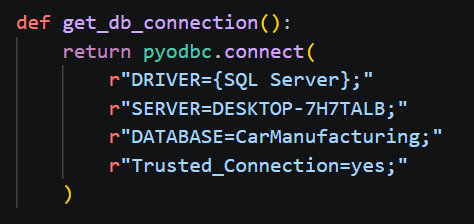 def get_db_connection():
    return pyodbc.connect(
        r"DRIVER={SQL Server};"
        r"SERVER=DESKTOP-7H7TALB;"
        r"DATABASE=CarManufacturing;"
        r"Trusted_Connection=yes;"
    )